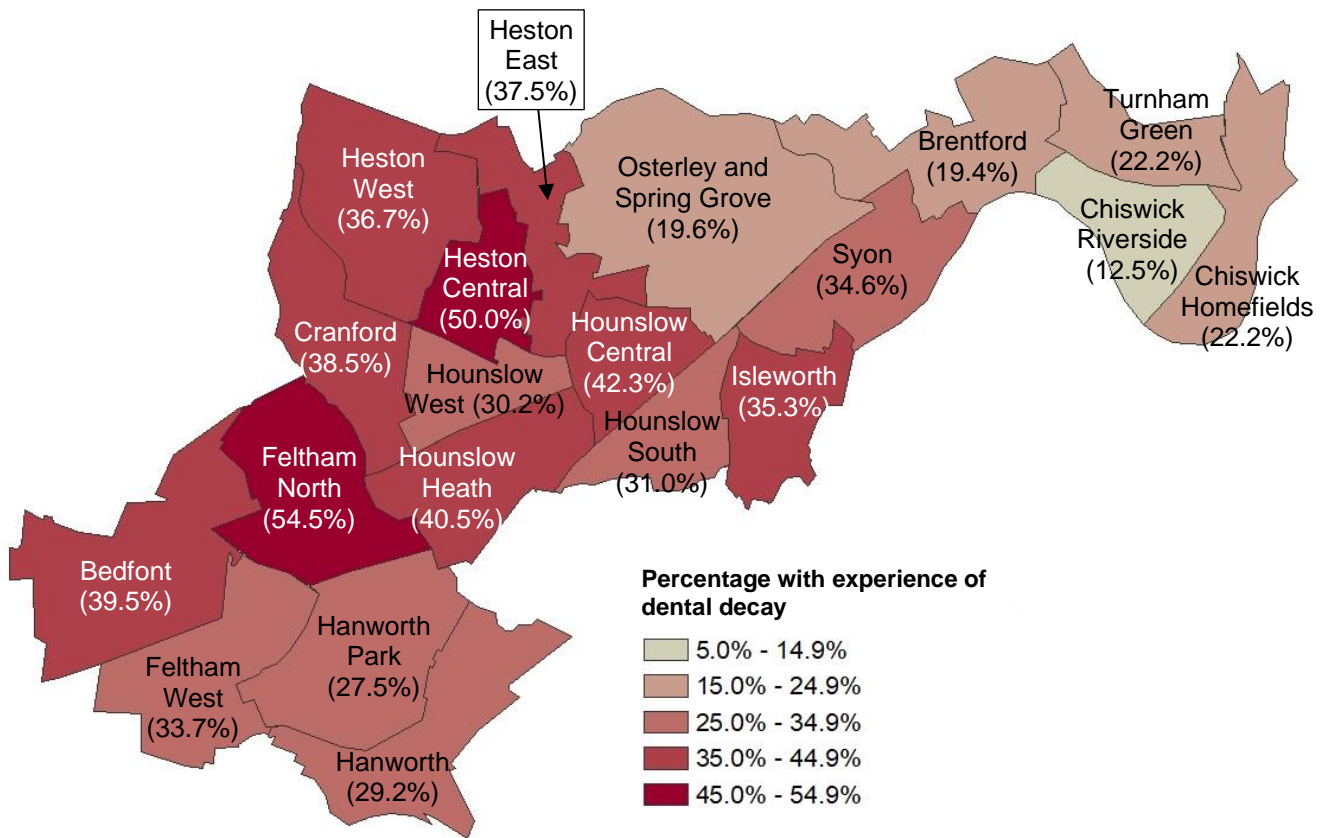 Heston
East
(37.5%)
Heston
West
(36.7%)
Osterley and
Spring Grove
(19.6%)
Brentford
(19.4%)
Turnham
Green
(22.2%)
Chiswick
Riverside
(12.5%)
Chiswick
Homefields
(22.2%)
Syon
(34.6%)
Heston
Central
(50.0%)
Cranford
(38.5%)
Hounslow
West (30.2%)
Hounslow
Central
(42.3%)
Isleworth
(35.3%)
Hounslow
South
(31.0%)
Feltham
North
(54.5%)
Hounslow
Heath
(40.5%)
Bedfont
(39.5%)
Feltham
West
(33.7%)
Hanworth
Park
(27.5%)
Hanworth
(29.2%)
Percentage with experience of
dental decay
5.0% - 14.9%
15.0% - 24.9%
25.0% - 34.9%
35.0% - 44.9%
45.0% - 54.9%